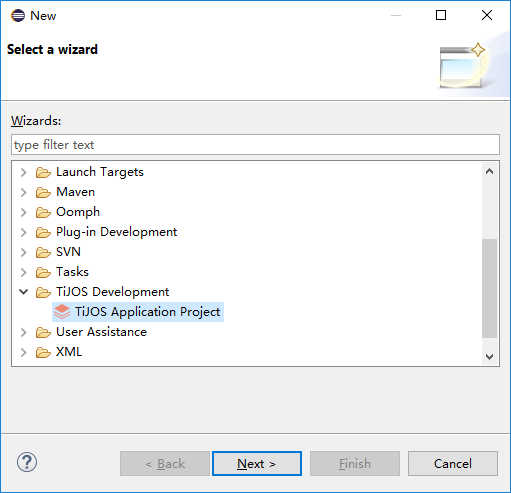 New
Select a wizard
Wizards:
type filter text
Launch Targets
Maven
Oomph
Plug-in Development
SVN
Tasks
TiJOS Development
TiJOS Application Project
User Assistance
XML
? < Back Next > Finish Cancel